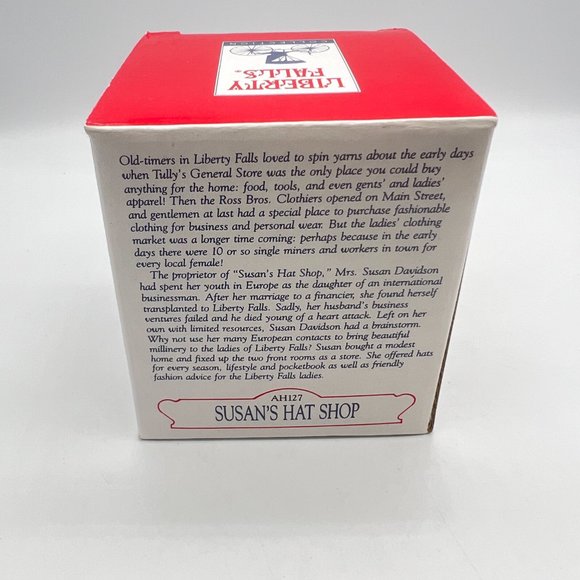 LIBERTY
FALLS
COLLECTION
Old-timers in Liberty Falls loved to spin yarns about the early days
when Tully's General Store was the only place you could buy
anything for the home: food, tools, and even gents' and ladies'
apparel! Then the Ross Bros. Clothiers opened on Main Street,
and gentlemen at last had a special place to purchase fashionable
clothing for business and personal wear. But the ladies' clothing
market was a longer time coming: perhaps because in the early
days there were 10 or so single miners and workers in town for
every local female!
The proprietor of "Susan's Hat Shop," Mrs. Susan Davidson
had spent her youth in Europe as the daughter of an international
businesman. After her marriage to a financier, she found herself
transplanted to Liberty Falls. Sadly, her husband's business
ventures failed and he died young of a heart attack. Left on her
own with limited resources, Susan Davidson had a brainstorm.
Why not use her many European contacts to bring beautiful
millinery to the ladies of Liberty Falls? Susan bought a modest
home and fixed up the two front rooms as a store. She offered hats
for every season, lifestyle and pocketbook as well as friendly
fashion advice for the Liberty Falls ladies.
AH127
SUSAN'S HAT SHOP